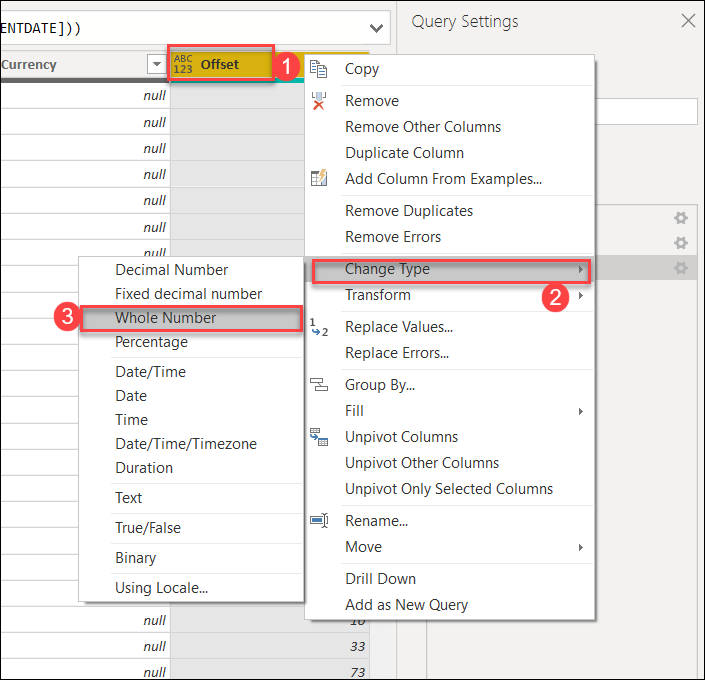 ENTDATE]))
Query Settings
Currency
ABC
123
Offset
1
null
null
null
null
null
null
null
Copy
Remove
Remove Other Columns
Duplicate Column
Add Column From Examples...
Remove Duplicates
Remove Errors
Change Type
2
Transform
1
2
Replace Values...
Replace Errors...
Group By...
Fill
Unpivot Columns
Unpivot Other Columns
Unpivot Only Selected Columns
Rename...
Move
Drill Down
Add as New Query
Decimal Number
Fixed decimal number
3
Whole Number
Percentage
Date/Time
Date
Time
Date/Time/Timezone
Duration
Text
True/False
Binary
Using Locale...
null 10
null 33
null 73